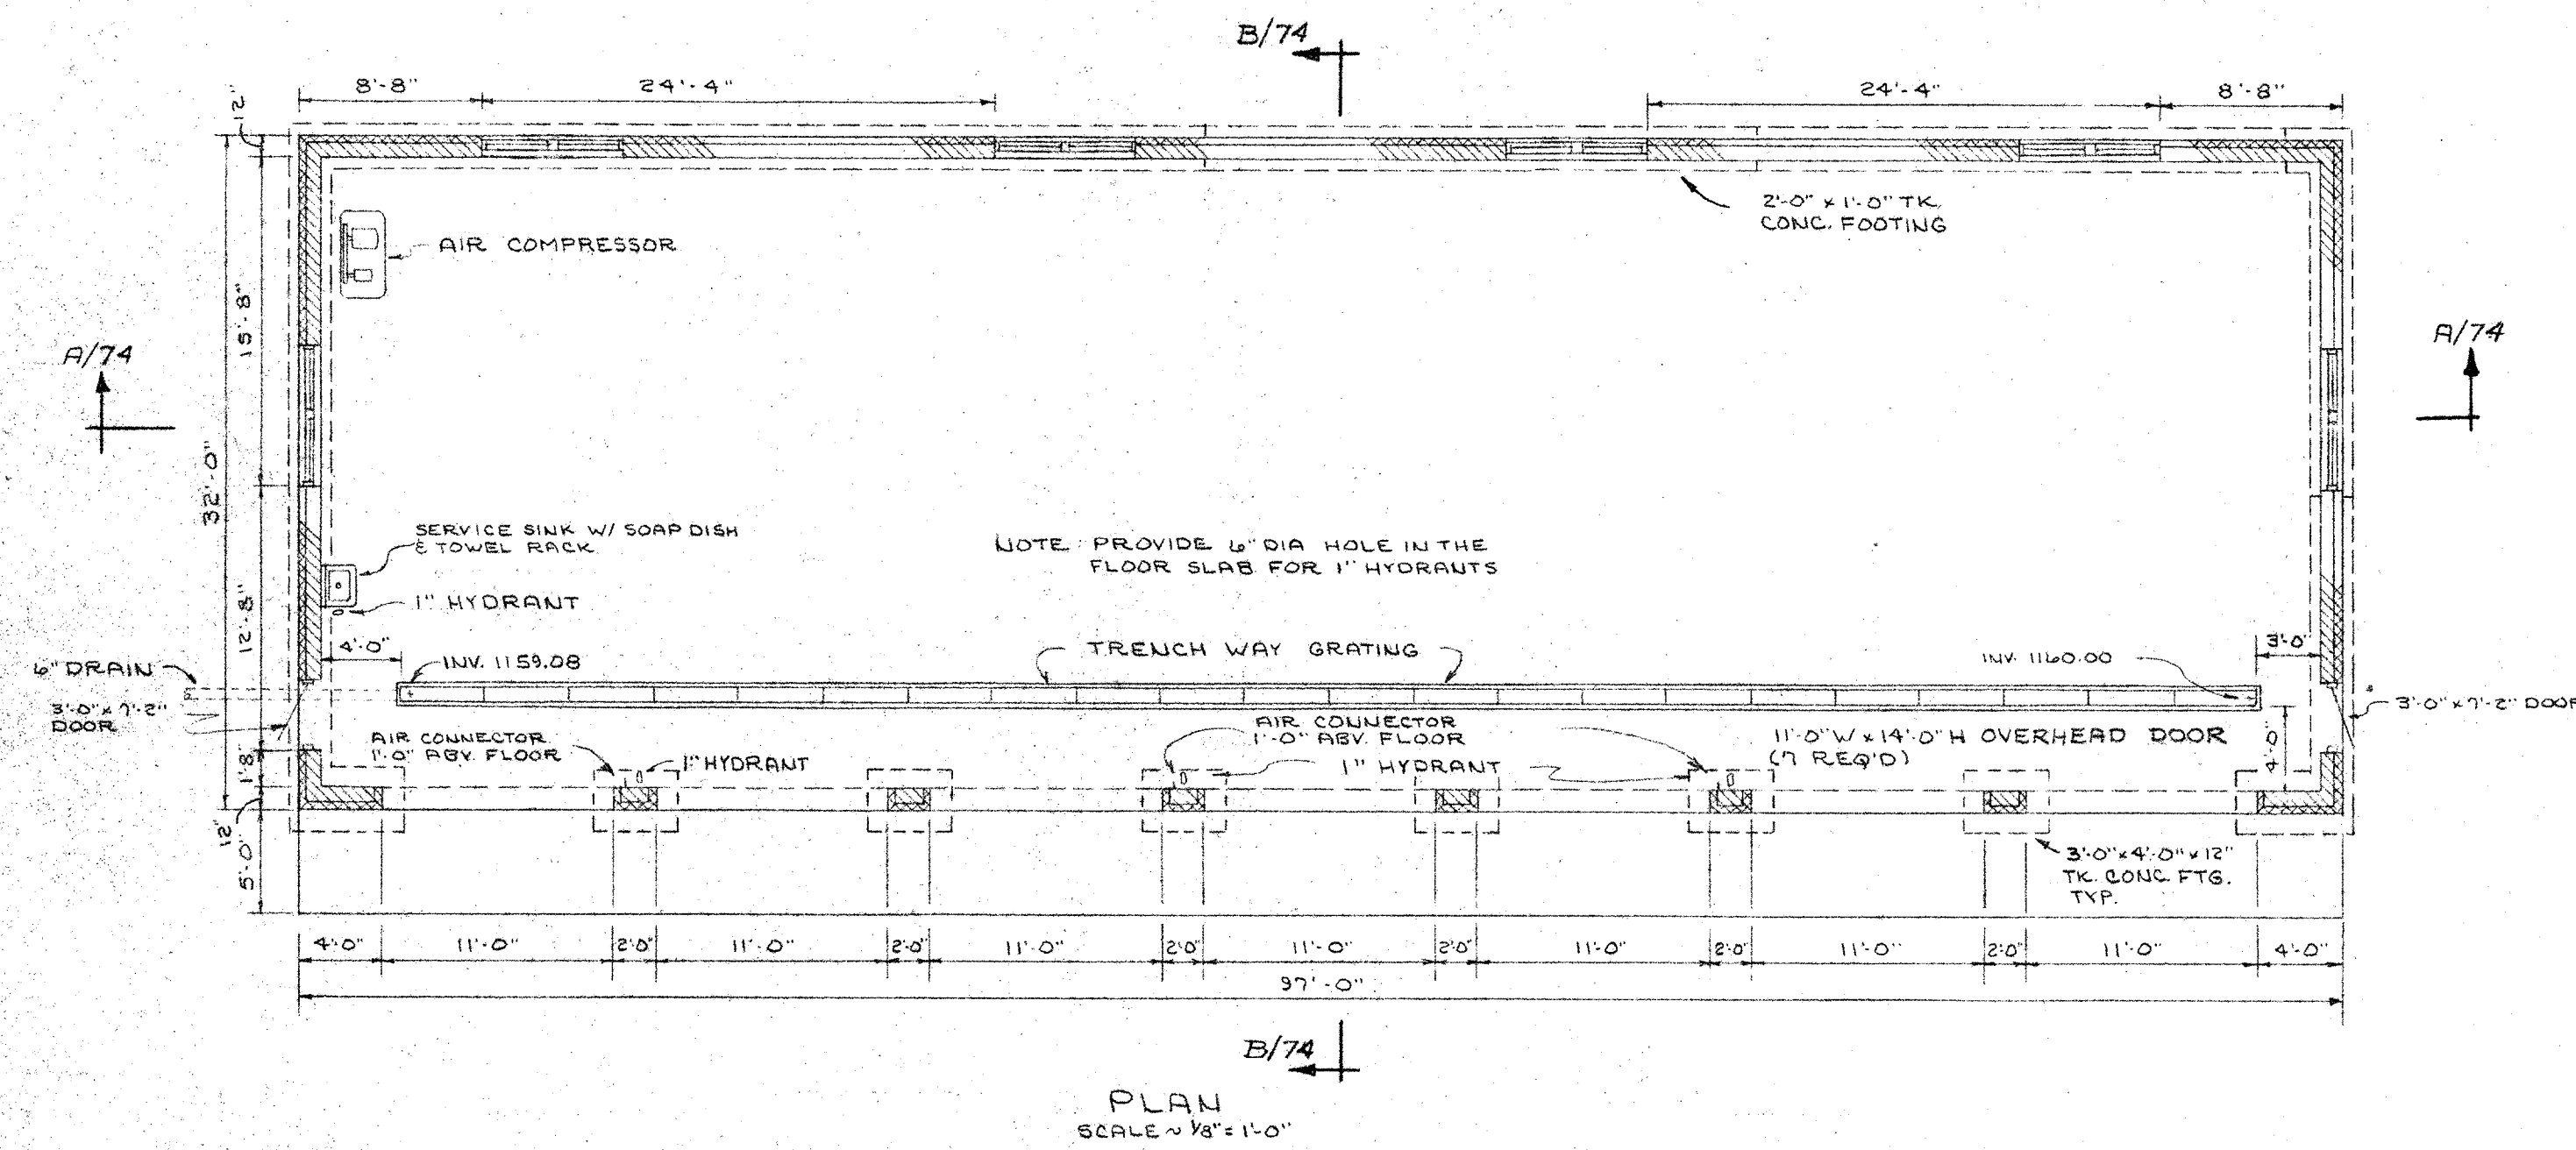 B/74
8'-8"
24'-4"
24'-4"
8'-8"
12"
2'-0" x 1'-0" TK.
CONC. FOOTING
AIR COMPRESSOR
15'-8"
A/74
A/74
32'-0"
SERVICE SINK W/ SOAP DISH
& TOWEL RACK
NOTE: PROVIDE 6" DIA HOLE IN THE
FLOOR SLAB FOR 1" HYDRANTS
1" HYDRANT
12'-8"
4'-0"
TRENCH WAY GRATING
3'-0"
INV. 1159.08
INV. 1160.00
6" DRAIN
3'-0" x 7'-2"
DOOR
3'-0" x 7'-2" DOOR
AIR CONNECTOR
1'-0" ABV. FLOOR
1" HYDRANT
AIR CONNECTOR
1'-0" ABV. FLOOR
1" HYDRANT
11'-0" W x 14'-0" H OVERHEAD DOOR
(7 REQ'D)
4'-0"
1'-8"
12"
5'-0"
3'-0" x 4'-0" x 12"
TK. CONC. FTG.
TYP.
4'-0" 11'-0" 2'-0" 11'-0" 2'-0" 11'-0" 2'-0" 11'-0" 2'-0" 11'-0" 2'-0" 11'-0" 2'-0" 11'-0" 4'-0"
97'-0"
B/74
PLAN
SCALE ~ 1/8" = 1'-0"